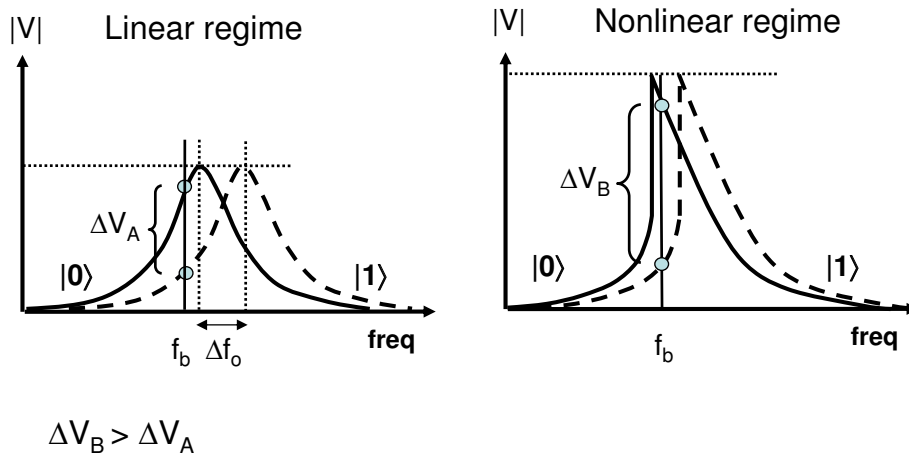 Linear regime
|V|
ΔV_A
|0⟩
|1⟩
f_b
Δf_o
freq
Nonlinear regime
|V|
ΔV_B
|0⟩
|1⟩
f_b
freq
ΔV_B > ΔV_A